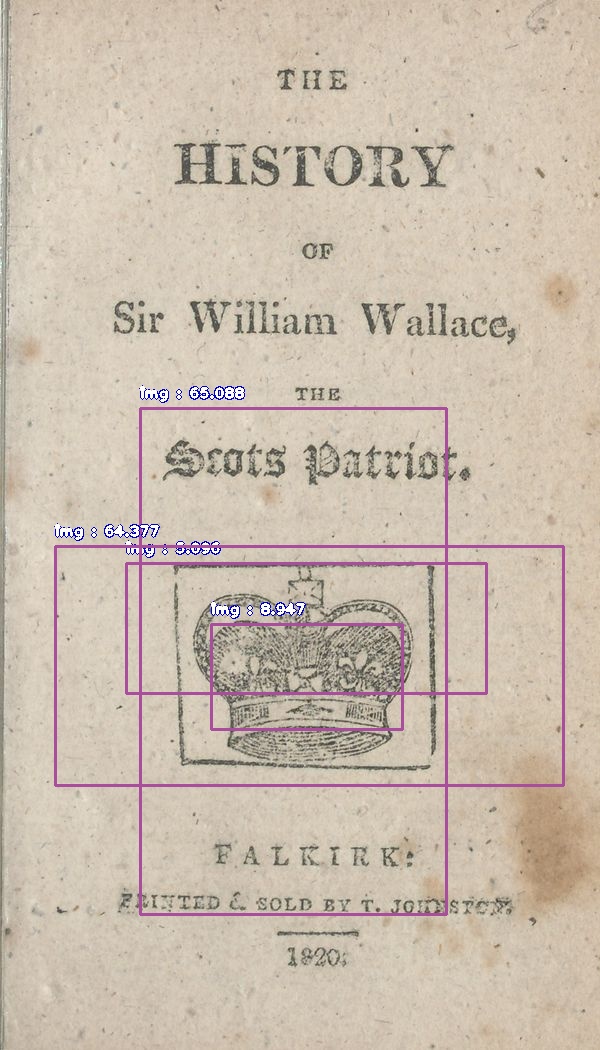 THE
HISTORY
OF
Sir William Wallace,
THE
img : 65.088
Scots Patriot.
img : 64.377
img : 5.096
img : 8.947
FALKIRK:
PRINTED & SOLD BY T. JOHNSTON.
1820.